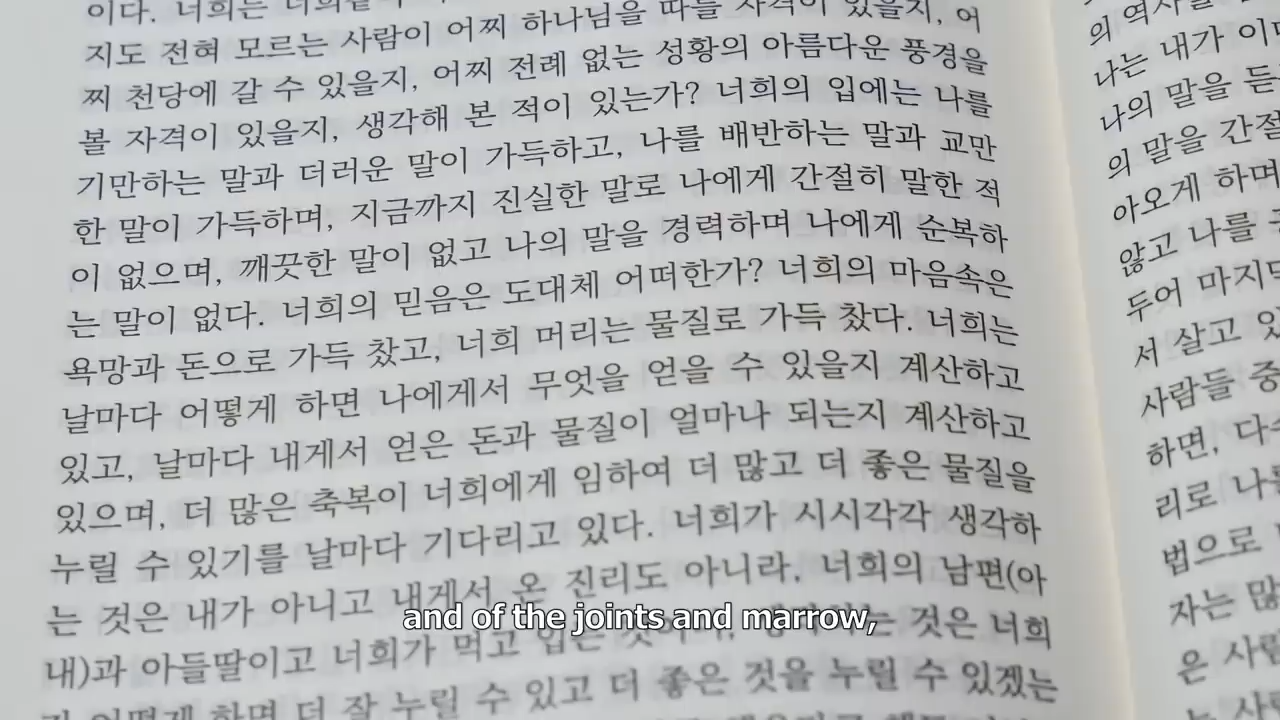 이다. 너희는
지도 전혀 모르는 사람이 어찌 하나님을 따를 자격이 있을지, 어
찌 천당에 갈 수 있을지, 어찌 전례 없는 성황의 아름다운 풍경을
볼 자격이 있을지, 생각해 본 적이 있는가? 너희의 입에는 나를
기만하는 말과 더러운 말이 가득하고, 나를 배반하는 말과 교만
한 말이 가득하며, 지금까지 진실한 말로 나에게 간절히 말한 적
이 없으며, 깨끗한 말이 없고 나의 말을 경력하며 나에게 순복하
는 말이 없다. 너희의 믿음은 도대체 어떠한가? 너희의 마음속은
욕망과 돈으로 가득 찼고, 너희 머리는 물질로 가득 찼다. 너희는
날마다 어떻게 하면 나에게서 무엇을 얻을 수 있을지 계산하고
있고, 날마다 내게서 얻은 돈과 물질이 얼마나 되는지 계산하고
있으며, 더 많은 축복이 너희에게 임하여 더 많고 더 좋은 물질을
누릴 수 있기를 날마다 기다리고 있다. 너희가 시시각각 생각하
는 것은 내가 아니고 내게서 온 진리도 아니라, 너희의 남편(아
내)과 아들딸이고 너희가 먹고 입는 것은 너희
어떻게 하면 더 잘 누릴 수 있고 더 좋은 것을 누릴 수 있겠는
의 역사를
나는 내가
나의 말을
의 말을 간절
아오게 하며
않고 나를
두어 마지막
서 살고
사람들 중
하면,
리로
법으로
자는 많
은 사람
and of the joints and marrow,